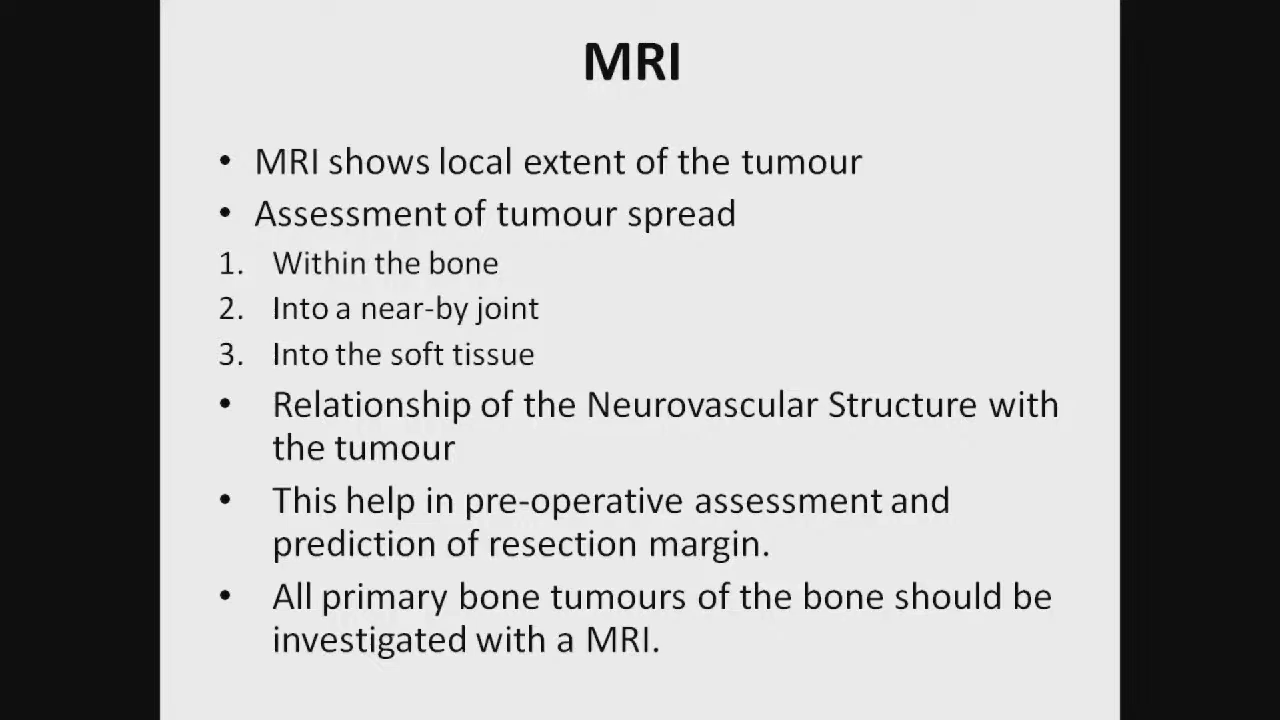 MRI
• MRI shows local extent of the tumour
• Assessment of tumour spread
1. Within the bone
2. Into a near-by joint
3. Into the soft tissue
• Relationship of the Neurovascular Structure with
the tumour
• This help in pre-operative assessment and
prediction of resection margin.
• All primary bone tumours of the bone should be
investigated with a MRI.